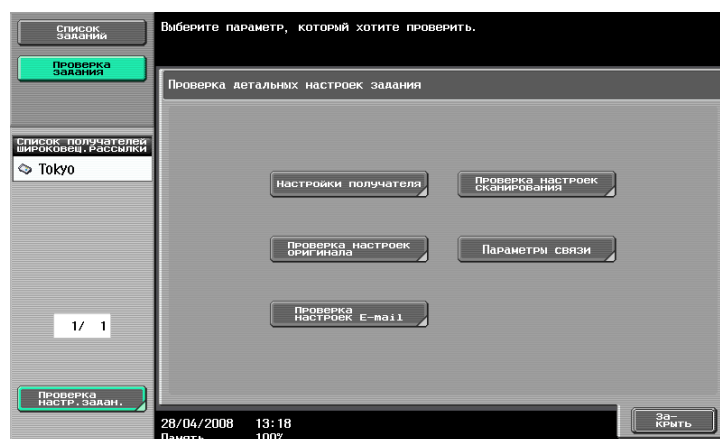 Список
заданий
Выберите параметр, который хотите проверить.
Проверка
задания
Проверка детальных настроек задания
Список получателей
широковещ.рассылки
Tokyo
Настройки получателя
Проверка настроек
сканирования
Проверка настроек
оригинала
Параметры связи
Проверка
настроек E-mail
1/ 1
Проверка
настр.задан.
За-
крыть
28/04/2008 13:18
Память 100%